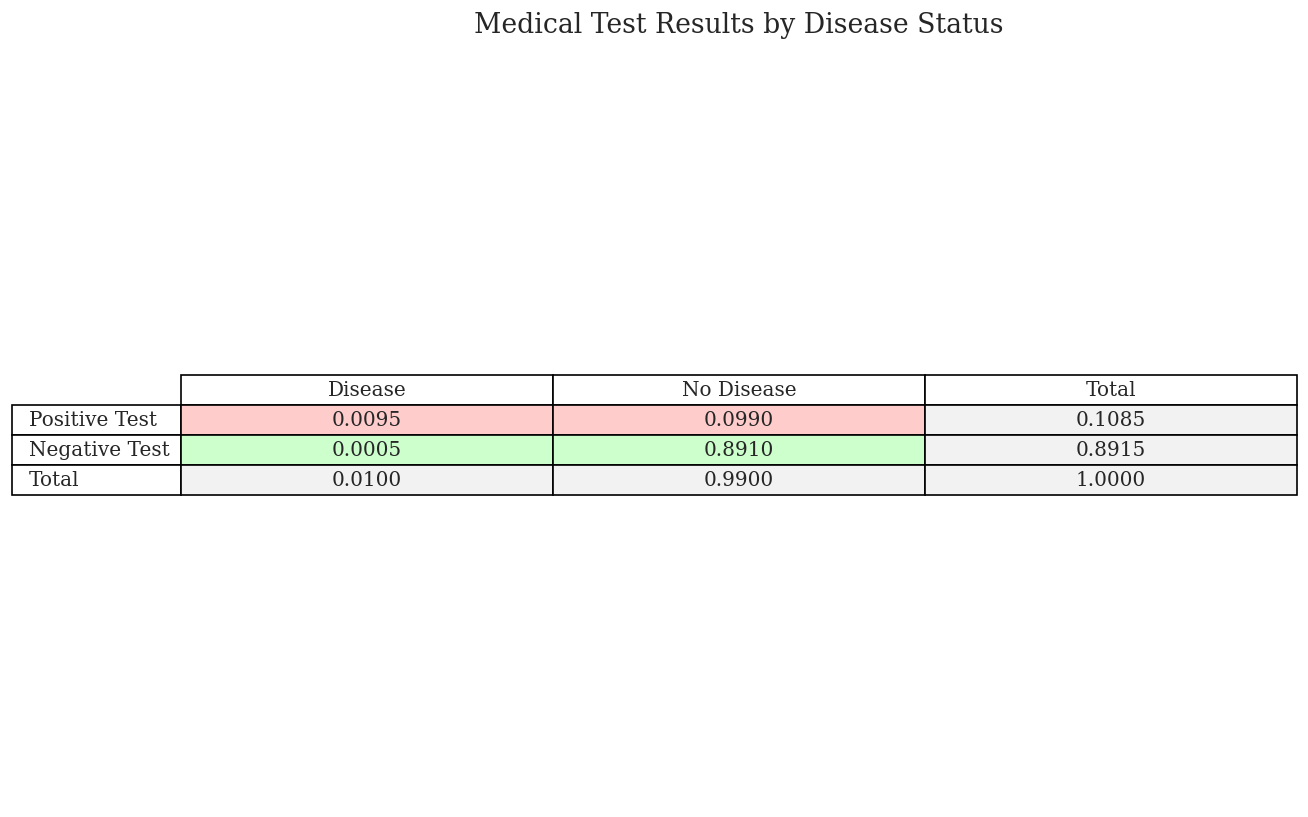 Medical Test Results by Disease Status
Disease No Disease Total
Positive Test 0.0095 0.0990 0.1085
Negative Test 0.0005 0.8910 0.8915
Total 0.0100 0.9900 1.0000